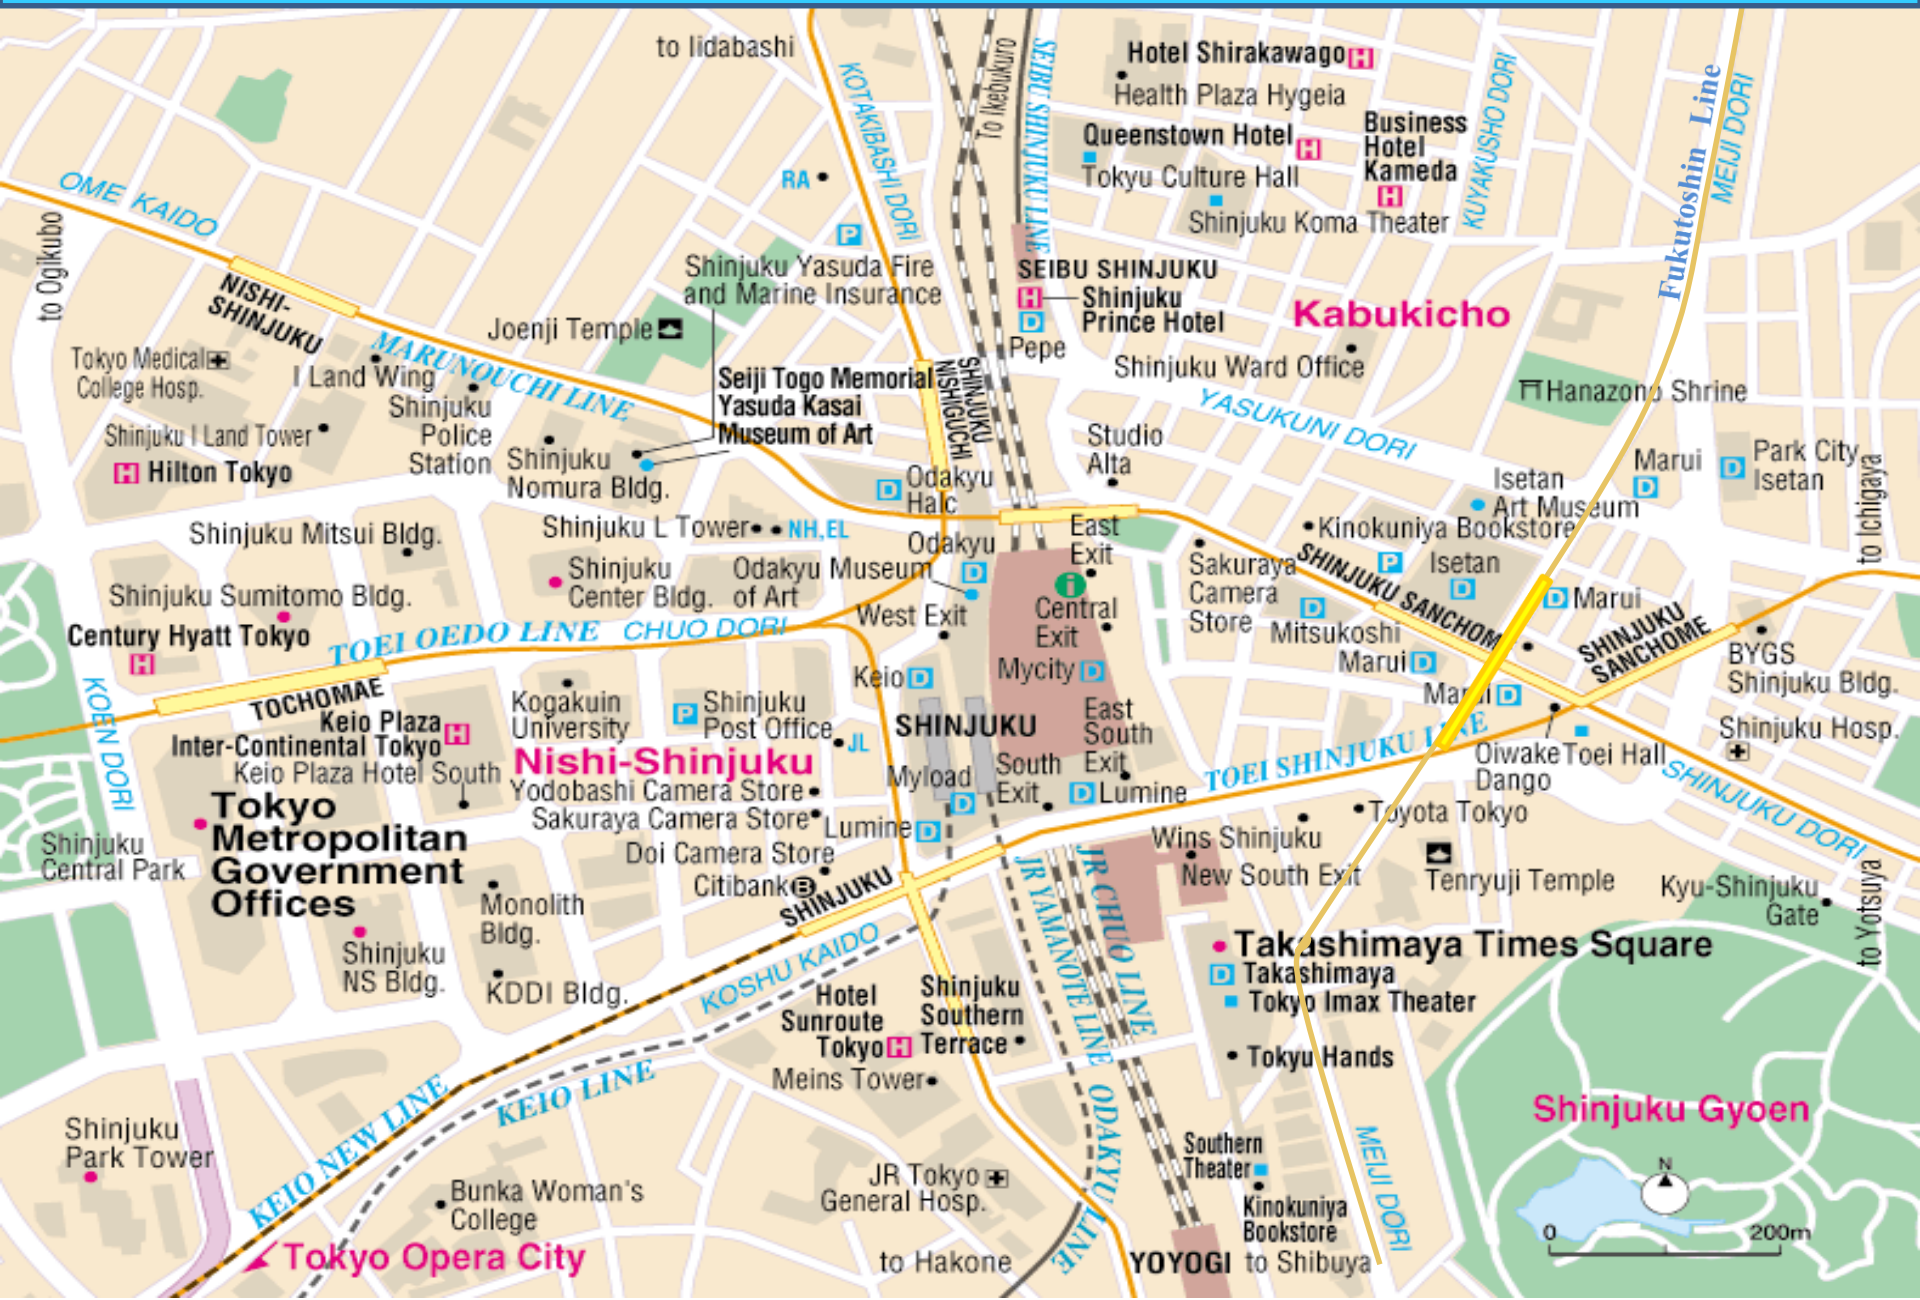 to Iidabashi
KOTAKIBASHI DORI
To Ikebukuro
SEIBU SHINJUKU LINE
Hotel Shirakawago H
Health Plaza Hygeia
Queenstown Hotel H
Tokyu Culture Hall
Business
Hotel
Kameda
H
Shinjuku Koma Theater
KUYAKUSHO DORI
Fukutoshin Line
MEIJI DORI
OME KAIDO
to Ogikubo
RA
P
NISHI-
SHINJUKU
Shinjuku Yasuda Fire
and Marine Insurance
SEIBU SHINJUKU
H Shinjuku
D Prince Hotel
Pepe
Kabukicho
Joenji Temple
MARUNOUCHI LINE
Tokyo Medical
College Hosp.
I Land Wing
Shinjuku
Police
Station
Shinjuku I Land Tower
H Hilton Tokyo
Seiji Togo Memorial
Yasuda Kasai
Museum of Art
SHINJUKU
NISHIGUCHI
Shinjuku Ward Office
YASUKUNI DORI
Hanazono Shrine
Shinjuku
Nomura Bldg.
D Odakyu
Halc
Studio
Alta
Isetan
Art Museum
Marui
D
D Park City
Isetan
to Ichigaya
Shinjuku Mitsui Bldg.
Shinjuku L Tower
NH,EL
Odakyu
D
East
Exit
Kinokuniya Bookstore
SHINJUKU SANCHOM
P
Isetan
D
Shinjuku
Center Bldg.
Odakyu Museum
of Art
i
Central
Exit
Sakuraya
Camera
Store
D
Mitsukoshi
D Marui
Marui D
SHINJUKU
SANCHOME
Shinjuku Sumitomo Bldg.
Century Hyatt Tokyo
H
TOEI OEDO LINE
CHUO DORI
West Exit
TOCHOMAE
KOEN DORI
Keio D
Mycity D
Marui D
BYGS
Shinjuku Bldg.
Keio Plaza
Inter-Continental Tokyo H
Keio Plaza Hotel South
Kogakuin
University
P Shinjuku
Post Office
JL
SHINJUKU
East
South
Exit
Shinjuku Hosp.
Nishi-Shinjuku
Yodobashi Camera Store
Sakuraya Camera Store
Myload
D
South
Exit
D Lumine
TOEI SHINJUKU LINE
Oiwake
Dango
Toei Hall
SHINJUKU DORI
Tokyo
Metropolitan
Government
Offices
Shinjuku
Central Park
Lumine D
Doi Camera Store
Citibank B
SHINJUKU
Toyota Tokyo
Wins Shinjuku
New South Exit
Tenryuji Temple
Kyu-Shinjuku
Gate
to Yotsuya
Monolith
Bldg.
Shinjuku
NS Bldg.
KDDI Bldg.
KOSHU KAIDO
JR YAMANOTE LINE
JR CHUO LINE
Takashimaya Times Square
D Takashimaya
Tokyo Imax Theater
Hotel
Sunroute
Tokyo H
Shinjuku
Southern
Terrace
Meins Tower
Tokyu Hands
KEIO NEW LINE
KEIO LINE
ODAKYU LINE
Shinjuku Gyoen
Shinjuku
Park Tower
Southern
Theater
Kinokuniya
Bookstore
MEIJI DORI
N
0 200m
Bunka Woman's
College
JR Tokyo
General Hosp.
Tokyo Opera City
to Hakone
YOYOGI
to Shibuya